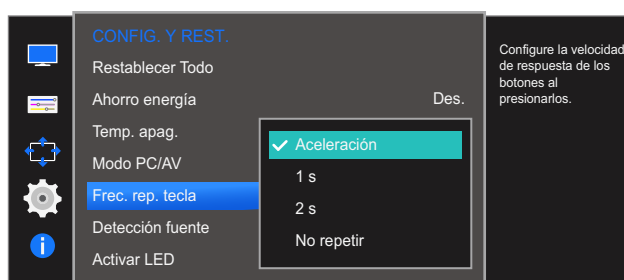 CONFIG. Y REST.
Restablecer Todo
Ahorro energía Des.
Temp. apag.
Modo PC/AV
Frec. rep. tecla
Detección fuente
Activar LED
Aceleración
1 s
2 s
No repetir
Configure la velocidad
de respuesta de los
botones al
presionarlos.